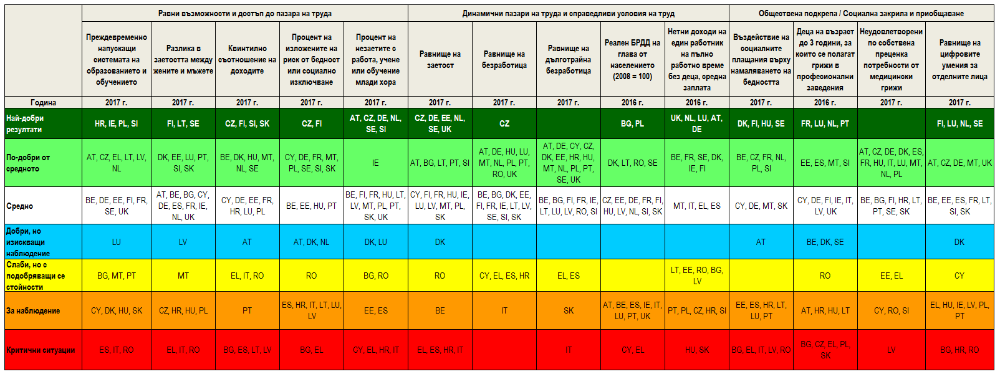 Равни възможности и достъп до пазара на труда
Динамични пазари на труда и справедливи условия на труд
Обществена подкрепа / Социална закрила и приобщаване
Преждевременно
напускащи
системата на
образованието и
обучението
Разлика в
заетостта между
жените и мъжете
Квинтилно
съотношение на
доходите
Процент на
изложените на
риск от бедност
или социално
изключване
Процент на
незаетите с
работа, учене
или обучение
млади хора
Равнище на
заетост
Равнище на
безработица
Равнище на
дълготрайна
безработица
Реален БРДД на
глава от
населението
(2008 = 100)
Нетни доходи на
един работник
на пълно
работно време
без деца, средна
заплата
Въздействие на
социалните
плащания върху
намаляването на
бедността
Деца на възраст
до 3 години, за
които се полагат
грижи в
професионални
заведения
Неудовлетворени
по собствена
преценка
потребности от
медицински
грижи
Равнище на
цифровите
умения за
отделните лица
Година
2017 г.
2017 г.
2017 г.
2017 г.
2017 г.
2017 г.
2017 г.
2017 г.
2016 г.
2016 г.
2017 г.
2016 г.
2017 г.
2017 г.
Най-добри
резултати
HR, IE, PL, SI
FI, LT, SE
CZ, FI, SI, SK
CZ, FI
AT, CZ, DE, NL,
SE, SI
CZ, DE, EE, NL,
SE, UK
CZ
BG, PL
UK, NL, LU, AT,
DE
DK, FI, HU, SE
FR, LU, NL, PT
FI, LU, NL, SE
По-добри от
средното
AT, CZ, EL, LT, LV,
NL
DK, EE, LU, PT,
SI, SK
BE, DK, HU, MT,
NL, SE
CY, DE, FR, MT,
PL, SE, SI, SK
IE
AT, BG, LT, PT, SI
AT, DE, HU, LU,
MT, NL, PL, PT,
RO, UK
AT, DE, CY, CZ,
DK, EE, HR, HU,
MT, NL, PL, PT,
SE, UK
DK, LT, RO, SE
BE, FR, SE, DK,
IE, FI
BE, CZ, FR, NL,
PL, SI
EE, ES, MT, SI
AT, CZ, DE, DK, ES,
FR, HU, IT, LU, MT,
NL, PL
AT, CZ, DE, MT, UK
Средно
BE, DE, EE, FI, FR,
SE, UK
AT, BE, BG, CY,
DE, ES, FR, IE,
NL, UK
CY, DE, EE, FR,
HR, LU, PL
BE, EE, HU, PT
BE, FI, FR, HU, LT,
LV, MT, PL, PT,
SK, UK
CY, FI, FR, HU, IE,
LU, LV, MT, PL,
SK
BE, BG, DK, EE,
FI, FR, IE, LT, LV,
SE, SI, SK
BE, BG, FI, FR, IE,
LT, LU, LV, RO, SI
CZ, EE, DE, FR, FI,
HU, LV, NL, SI, SK
MT, IT, EL, ES
CY, DE, MT, SK
CY, DE, FI, IE, IT,
LV, UK
BE, BG, FI, HR, LT,
PT, SE, SK
BE, EE, ES, FR, LT,
SI, SK
Добри, но
изискващи
наблюдение
LU
LV
AT
AT, DK, NL
DK, LU
DK
AT
BE, DK, SE
DK
Слаби, но с
подобряващи се
стойности
BG, MT, PT
MT
EL, IT, RO
RO
BG, RO
RO
CY, EL, ES, HR
EL, ES
LT, EE, RO, BG,
LV
RO
EE, EL
CY
За наблюдение
CY, DK, HU, SK
CZ, HR, HU, PL
PT
ES, HR, IT, LT, LU,
LV
EE, ES
BE
IT
SK
AT, BE, ES, IE, IT,
LU, PT, UK
PT, PL, CZ, HR, SI
EE, ES, HR, LT,
LU, PT
AT, HR, HU, LT
CY, RO, SI
EL, HU, IE, LV, PL,
PT
Критични ситуации
ES, IT, RO
EL, IT, RO
BG, ES, LT, LV
BG, EL
CY, EL, HR, IT
EL, ES, HR, IT
IT
CY, EL
HU, SK
BG, EL, IT, LV, RO
BG, CZ, EL, PL,
SK
LV
BG, HR, RO